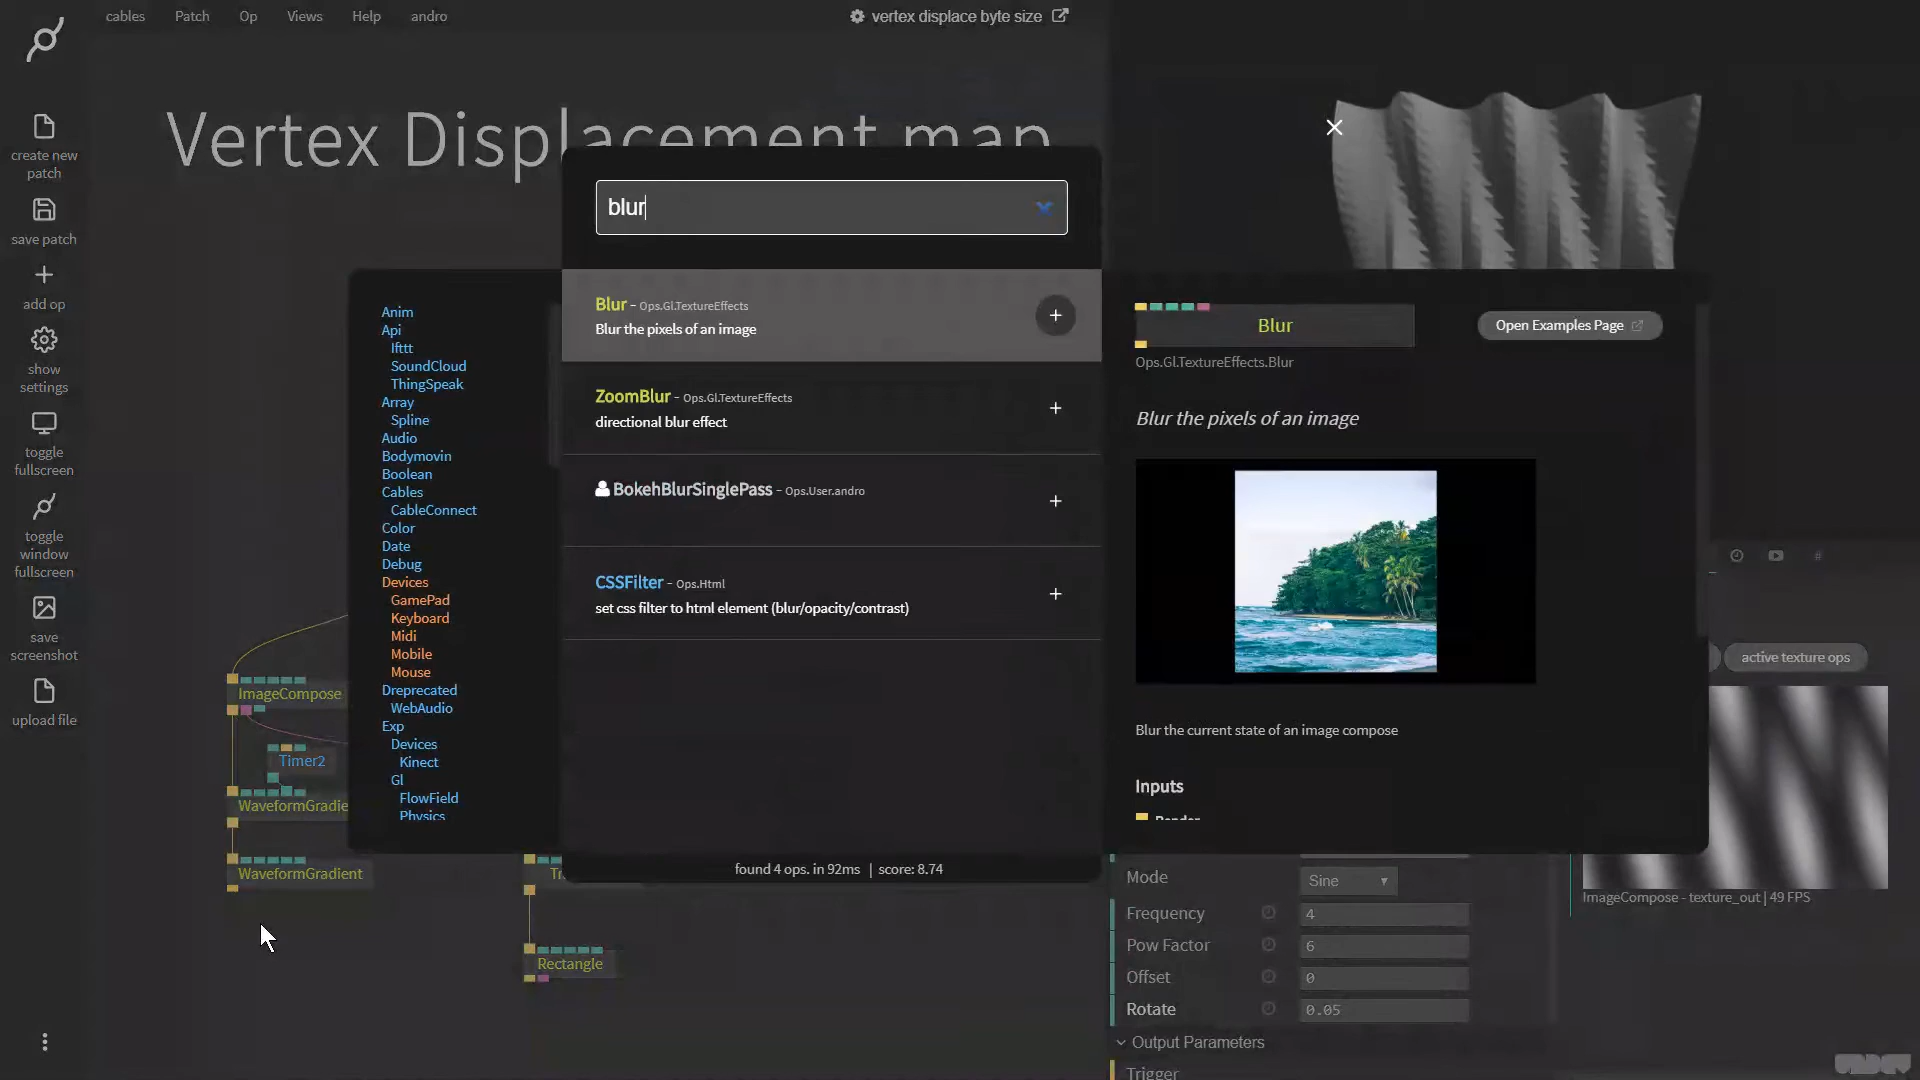 cables
Patch
Op
Views
Help
andro
vertex displace byte size
create new
patch
save patch
add op
show
settings
toggle
fullscreen
toggle
window
fullscreen
save
screenshot
upload file
Vertex Displacement map
blur
Blur - Ops.Gl.TextureEffects
Blur the pixels of an image
ZoomBlur - Ops.Gl.TextureEffects
directional blur effect
BokehBlurSinglePass - Ops.User.andro
CSSFilter - Ops.Html
set css filter to html element (blur/opacity/contrast)
found 4 ops. in 92ms | score: 8.74
Anim
Api
Ifttt
SoundCloud
ThingSpeak
Array
Spline
Audio
Bodymovin
Boolean
Cables
CableConnect
Color
Date
Debug
Devices
GamePad
Keyboard
Midi
Mobile
Mouse
Dreprecated
WebAudio
Exp
Devices
Kinect
Gl
FlowField
Physics
Blur
Open Examples Page
Ops.Gl.TextureEffects.Blur
Blur the pixels of an image
Blur the current state of an image compose
Inputs
Render
ImageCompose
Timer2
WaveformGradie
WaveformGradient
Rectangle
active texture ops
ImageCompose - texture_out | 49 FPS
Mode
Sine
Frequency
4
Pow Factor
6
Offset
0
Rotate
0.05
Output Parameters
Trigger